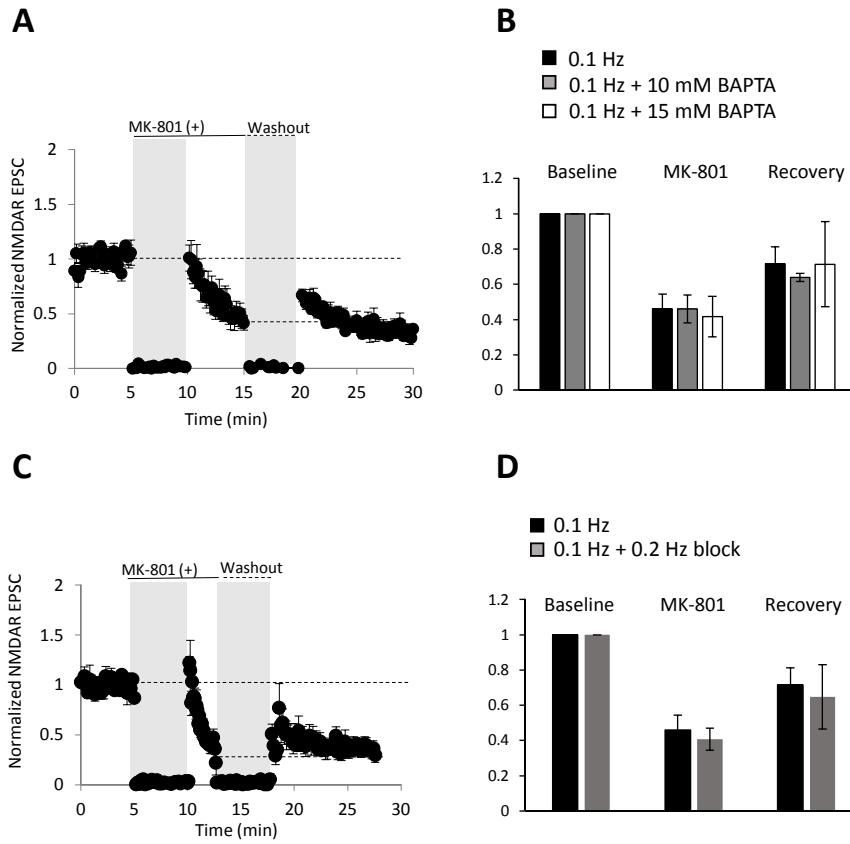 A
MK-801 (+)
Washout
Normalized NMDAR EPSC
2
1.5
1
0.5
0
0 5 10 15 20 25 30
Time (min)
B
0.1 Hz
0.1 Hz + 10 mM BAPTA
0.1 Hz + 15 mM BAPTA
Baseline MK-801 Recovery
1.2
1
0.8
0.6
0.4
0.2
0
C
MK-801 (+)
Washout
Normalized NMDAR EPSC
2
1.5
1
0.5
0
0 5 10 15 20 25 30
Time (min)
D
0.1 Hz
0.1 Hz + 0.2 Hz block
Baseline MK-801 Recovery
1.2
1
0.8
0.6
0.4
0.2
0